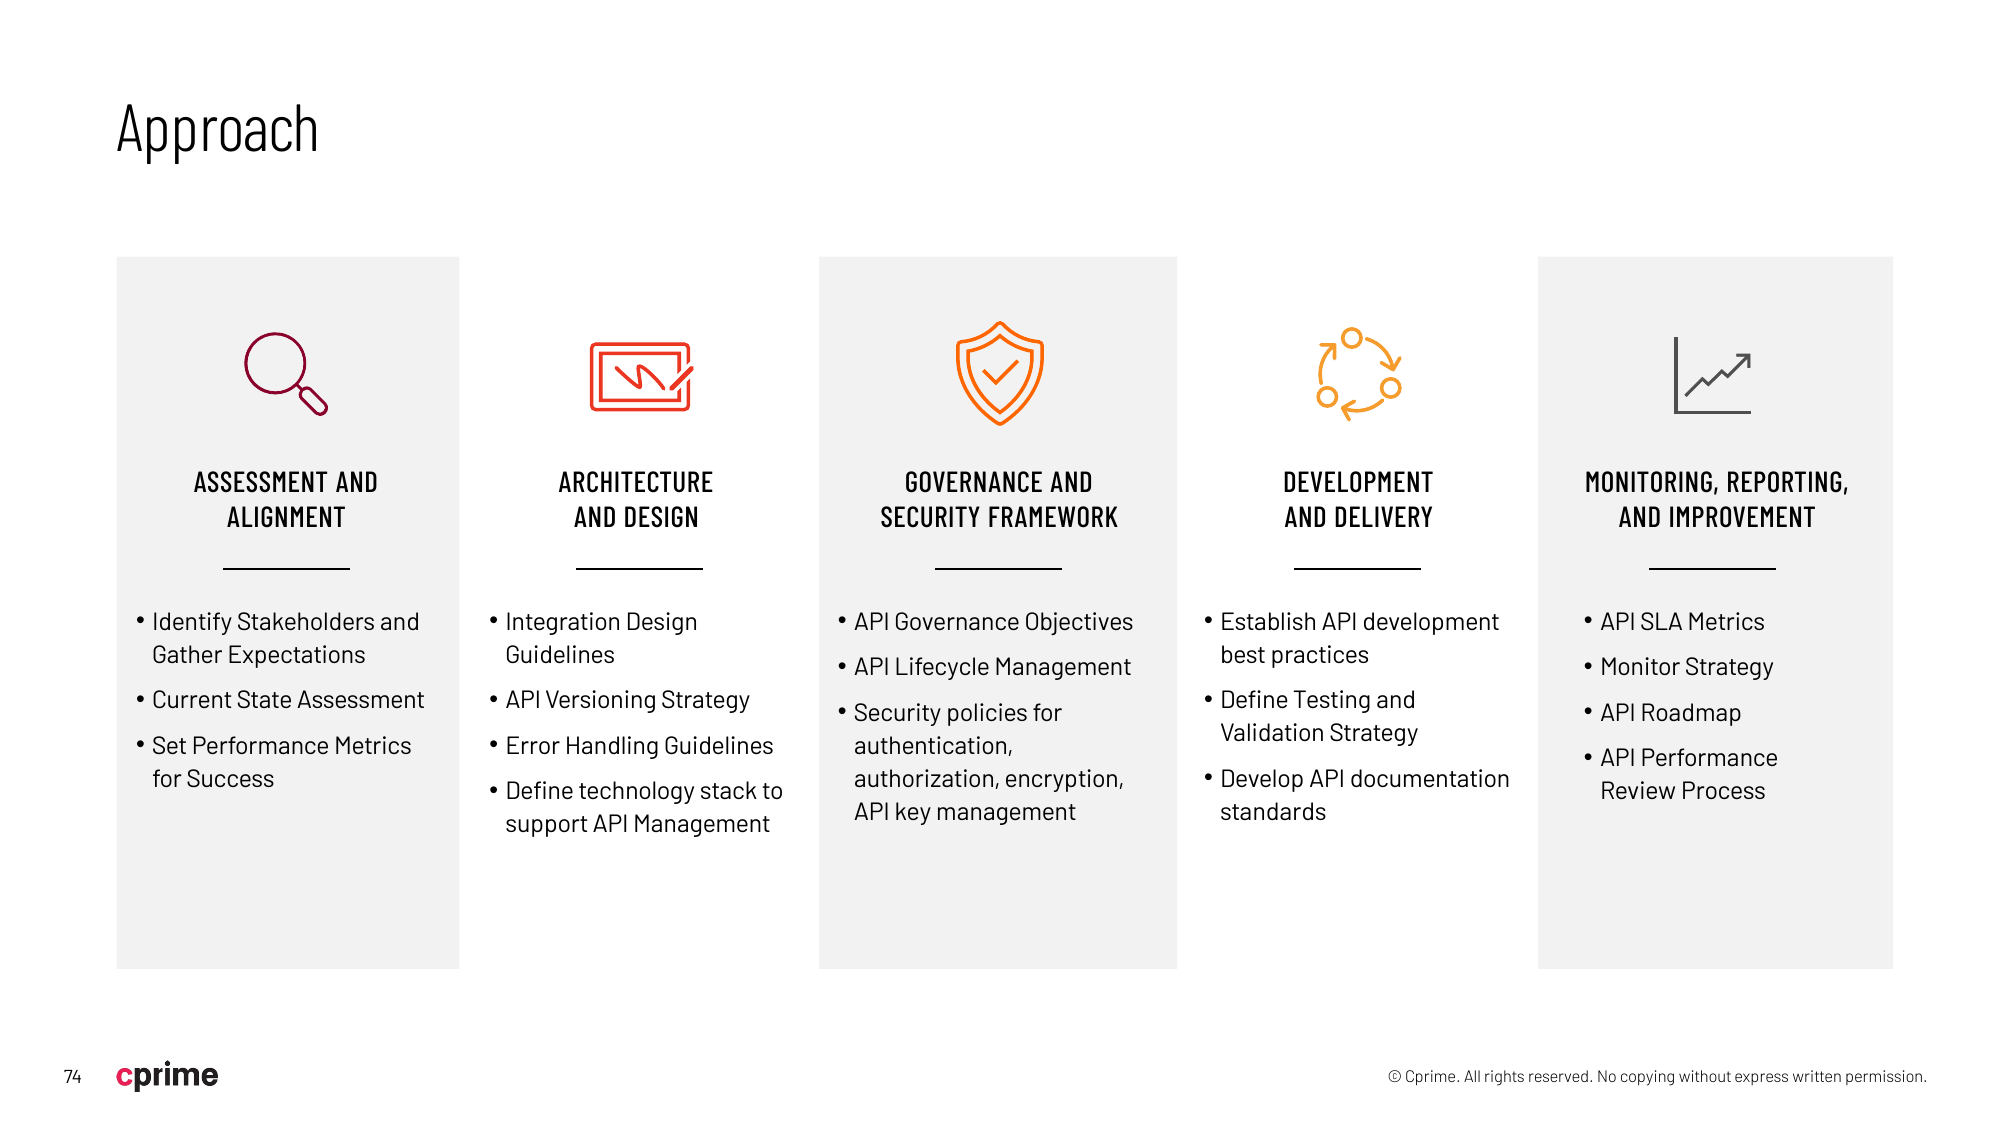 Approach
ASSESSMENT AND
ALIGNMENT
• Identify Stakeholders and
Gather Expectations
• Current State Assessment
• Set Performance Metrics
for Success
ARCHITECTURE
AND DESIGN
• Integration Design
Guidelines
• API Versioning Strategy
• Error Handling Guidelines
• Define technology stack to
support API Management
GOVERNANCE AND
SECURITY FRAMEWORK
• API Governance Objectives
• API Lifecycle Management
• Security policies for
authentication,
authorization, encryption,
API key management
DEVELOPMENT
AND DELIVERY
• Establish API development
best practices
• Define Testing and
Validation Strategy
• Develop API documentation
standards
MONITORING, REPORTING,
AND IMPROVEMENT
• API SLA Metrics
• Monitor Strategy
• API Roadmap
• API Performance
Review Process
74
cprime
© Cprime. All rights reserved. No copying without express written permission.